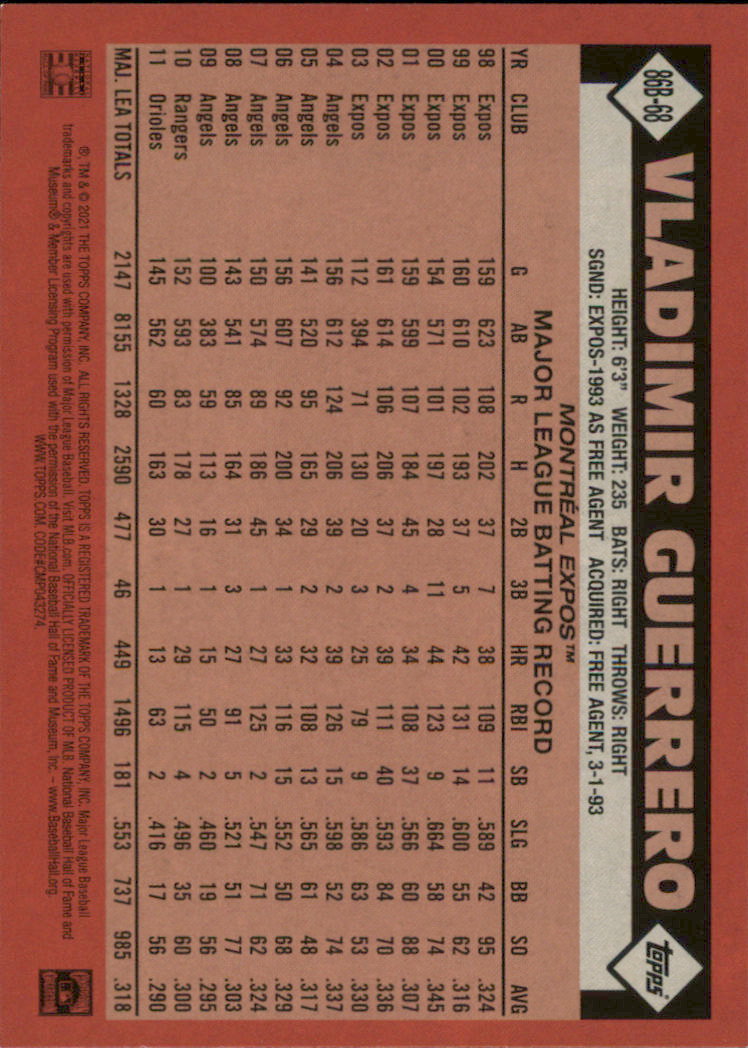 86B-68
VLADIMIR GUERRERO
topps®
HEIGHT: 6'3" WEIGHT: 235 BATS: RIGHT THROWS: RIGHT
SGND: EXPOS-1993 AS FREE AGENT ACQUIRED: FREE AGENT, 3-1-93
MONTRÉAL EXPOS™
MAJOR LEAGUE BATTING RECORD
YR CLUB G AB R H 2B 3B HR RBI SB SLG BB SO AVG
98 Expos 159 623 108 202 37 7 38 109 11 .589 42 95 .324
99 Expos 160 610 102 193 37 5 42 131 14 .600 55 62 .316
00 Expos 154 571 101 197 28 11 44 123 9 .664 58 74 .345
01 Expos 159 599 107 184 45 4 34 108 37 .566 60 88 .307
02 Expos 161 614 106 206 37 2 39 111 40 .593 84 70 .336
03 Expos 112 394 71 130 20 3 25 79 9 .586 63 53 .330
04 Angels 156 612 124 206 39 2 39 126 15 .598 52 74 .337
05 Angels 141 520 95 165 29 2 32 108 13 .565 61 48 .317
06 Angels 156 607 92 200 34 1 33 116 15 .552 50 68 .329
07 Angels 150 574 89 186 45 1 27 125 2 .547 71 62 .324
08 Angels 143 541 85 164 31 3 27 91 5 .521 51 77 .303
09 Angels 100 383 59 113 16 1 15 50 2 .460 19 56 .295
10 Rangers 152 593 83 178 27 1 29 115 4 .496 35 60 .300
11 Orioles 145 562 60 163 30 1 13 63 2 .416 17 56 .290
MAJ. LEA TOTALS 2147 8155 1328 2590 477 46 449 1496 181 .553 737 985 .318
®, TM & © 2021 THE TOPPS COMPANY, INC. ALL RIGHTS RESERVED. TOPPS IS A REGISTERED TRADEMARK OF THE TOPPS COMPANY, INC. Major League Baseball
trademarks and copyrights are used with permission of Major League Baseball. Visit MLB.com. OFFICIALLY LICENSED PRODUCT OF MLB. National Baseball Hall of Fame and
Museum® & Member Licensing Program used with the permission of the National Baseball Hall of Fame and Museum, Inc. – www.BaseballHall.org.
WWW.TOPPS.COM. CODE#CMP043274.